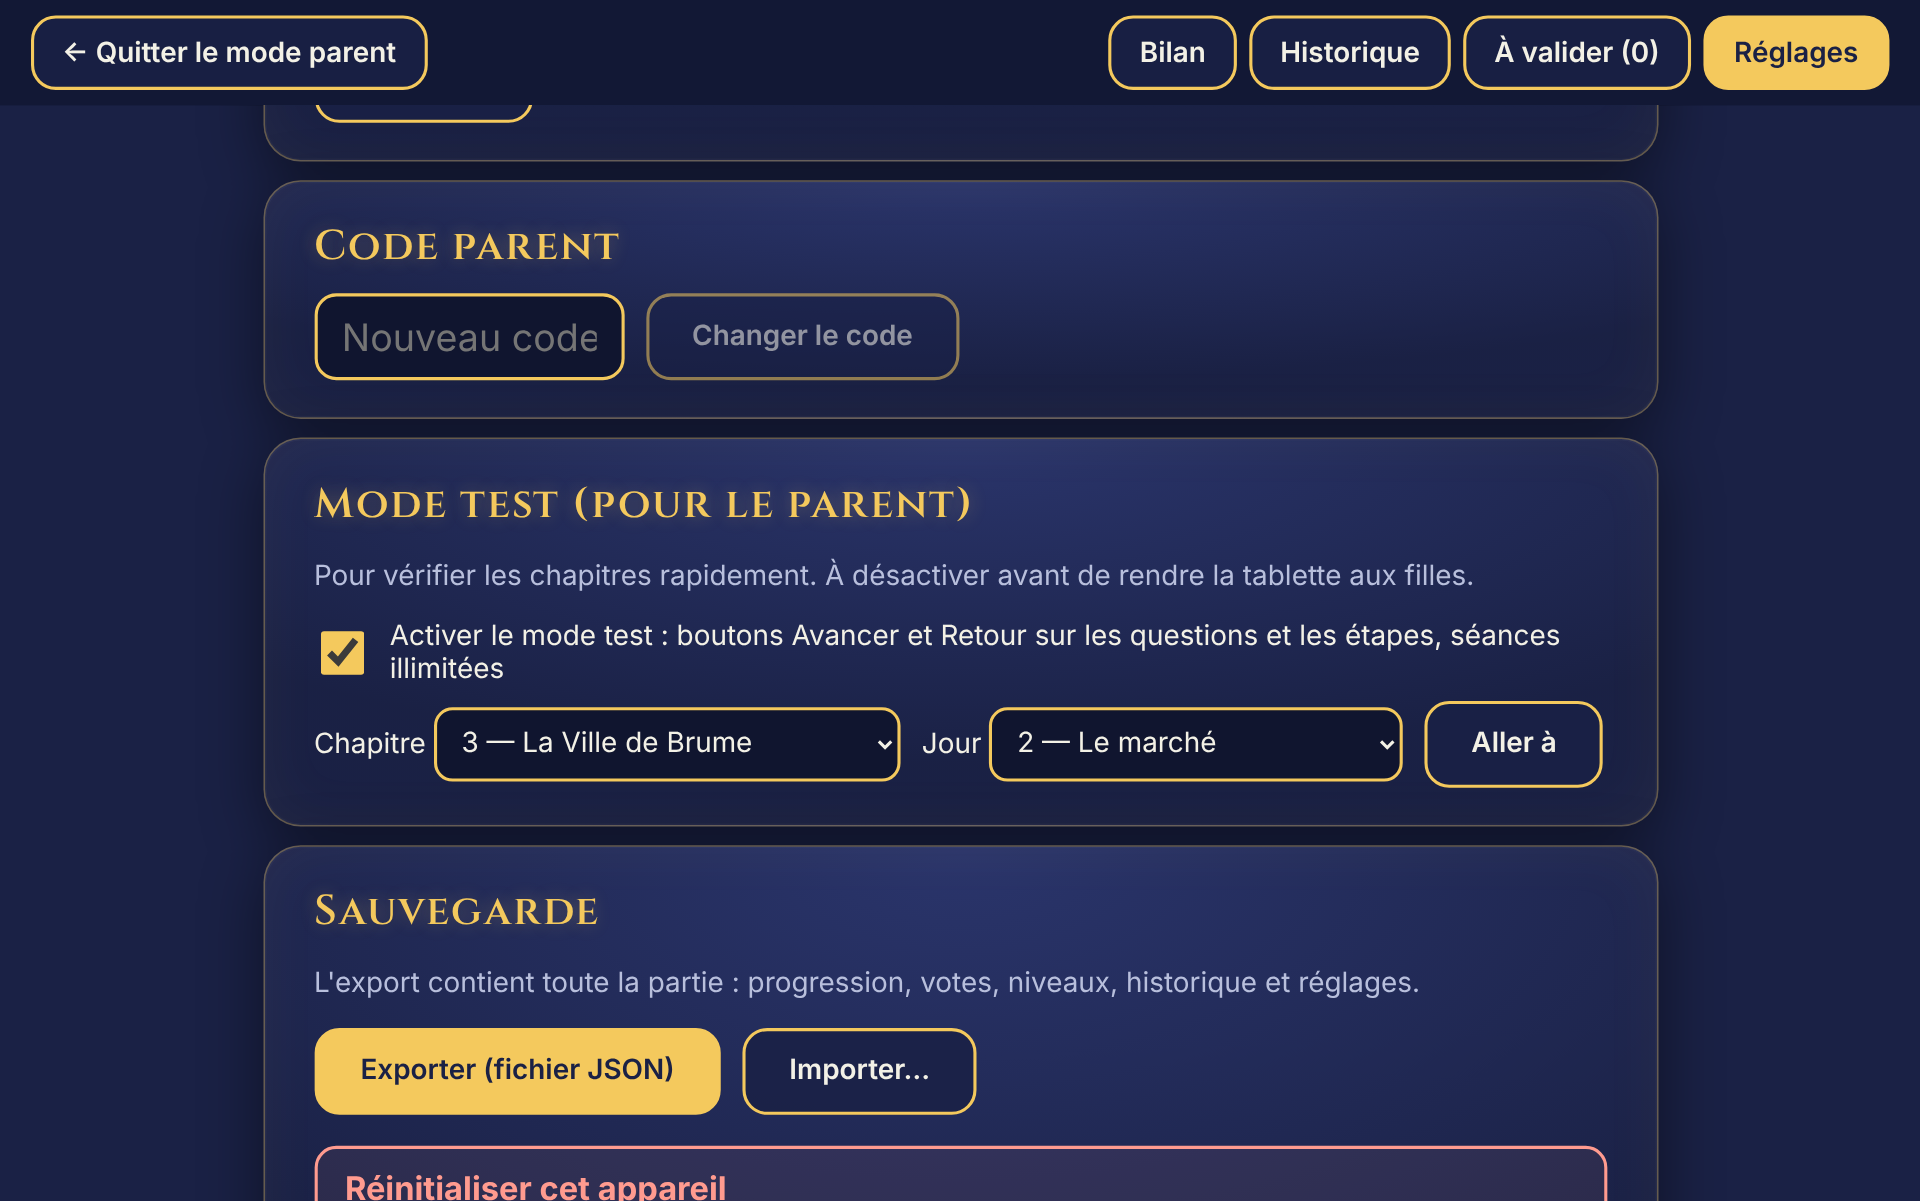 ← Quitter le mode parent
Bilan
Historique
À valider (0)
Réglages
Code parent
Nouveau code
Changer le code
Mode test (pour le parent)
Pour vérifier les chapitres rapidement. À désactiver avant de rendre la tablette aux filles.
Activer le mode test : boutons Avancer et Retour sur les questions et les étapes, séances
illimitées
Chapitre
3 — La Ville de Brume
Jour
2 — Le marché
Aller à
Sauvegarde
L'export contient toute la partie : progression, votes, niveaux, historique et réglages.
Exporter (fichier JSON)
Importer...
Réinitialiser cet appareil